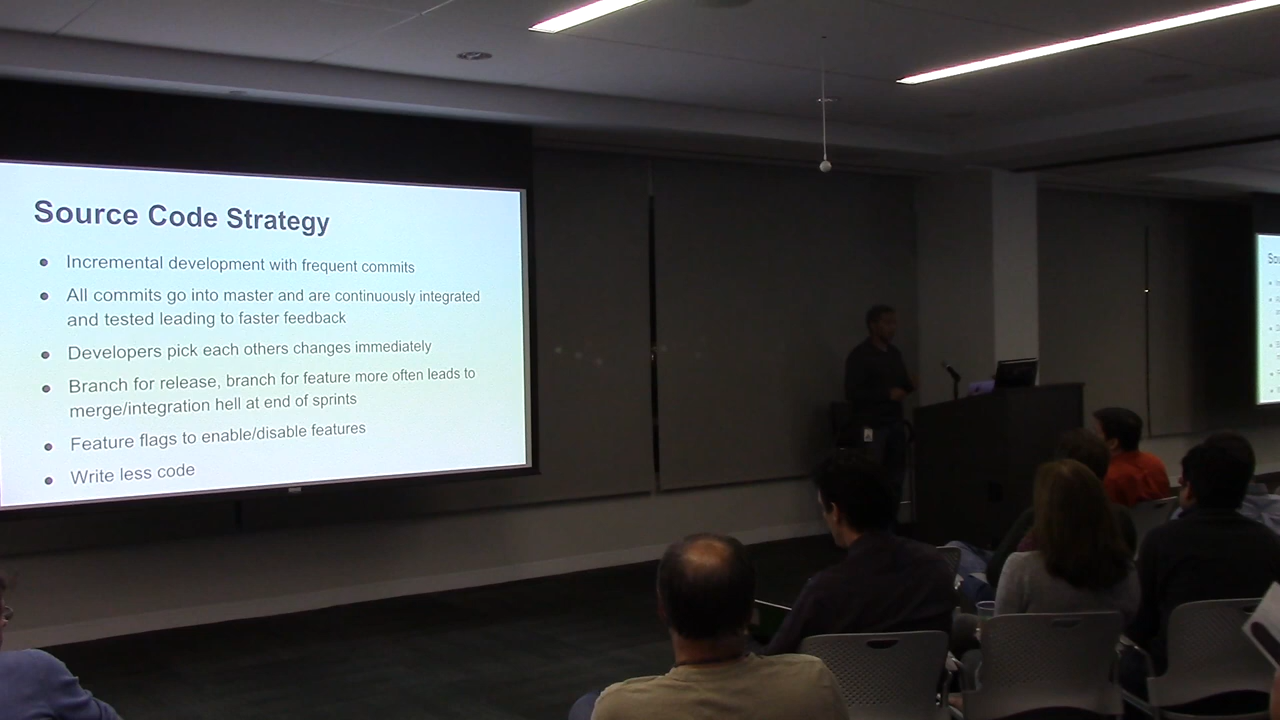 Source Code Strategy
Incremental development with frequent commits
All commits go into master and are continuously integrated
and tested leading to faster feedback
Developers pick each others changes immediately
Branch for release, branch for feature more often leads to
merge/integration hell at end of sprints
Feature flags to enable/disable features
Write less code